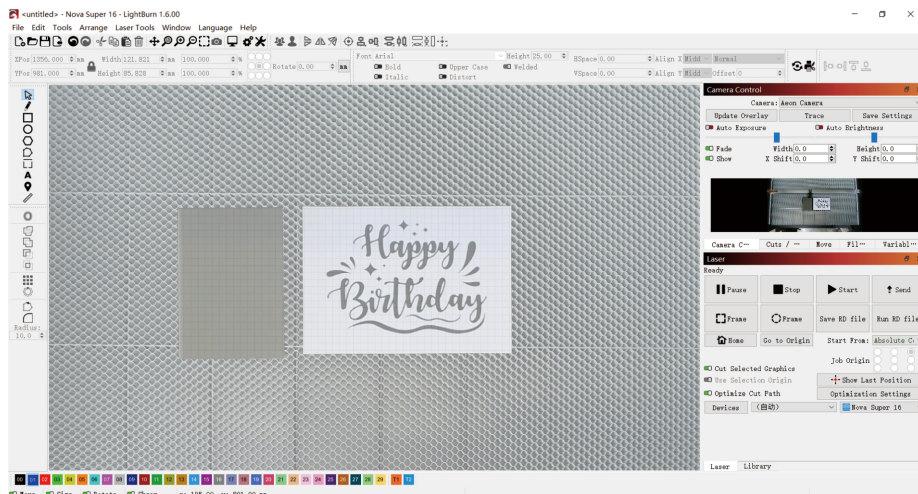 <untitled> - Nova Super 16 - LightBurn 1.6.00
File Edit Tools Arrange Laser Tools Window Language Help
XPos 1356.000 mm Width 121.821 mm 100.000 %
YPos 981.000 mm Height 85.828 mm 100.000 %
Rotate 0.00 mm
Font Arial Height 25.00
Bold Upper Case Welded
Italic Distort
HSpace 0.00 Align X Midd Normal
VSpace 0.00 Align Y Midd Offset 0
Radius:
10.0
Happy
Birthday
Camera Control
Camera: Aeon Camera
Update Overlay Trace Save Settings
Auto Exposure Auto Brightness
Fade Width 0.0 Height 0.0
Show X Shift 0.0 Y Shift 0.0
Camera C… Cuts / … Move Fil… Variabl…
Laser
Ready
Pause Stop Start Send
Frame Frame Save RD file Run RD file
Home Go to Origin Start From: Absolute C
Job Origin
Cut Selected Graphics
Use Selection Origin Show Last Position
Optimize Cut Path Optimization Settings
Devices (自动) Nova Super 16
Laser Library
00 01 02 03 04 05 06 07 08 09 10 11 12 13 14 15 16 17 18 19 20 21 22 23 24 25 26 27 28 29 T1 T2